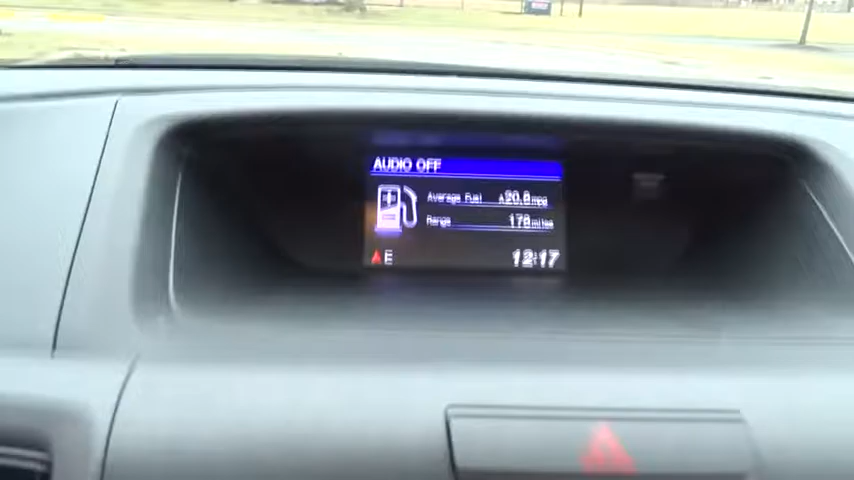 AUDIO OFF
Average Fuel A20.8mpg
Range 178miles
E 12:17